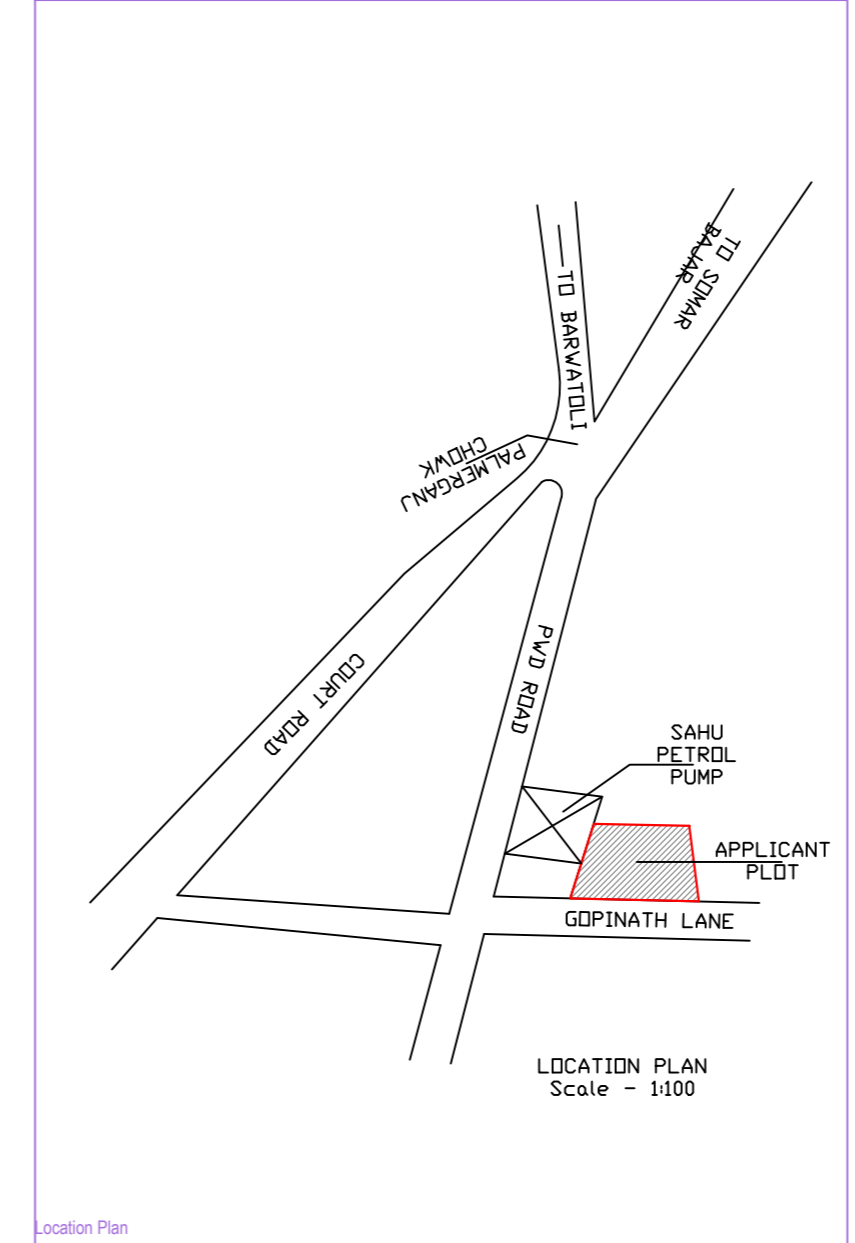 TO SOMAR
BAJAR
TO BARWATOLI
PALMERGANJ
CHOWK
COURT ROAD
PWD ROAD
SAHU
PETROL
PUMP
APPLICANT
PLOT
GOPINATH LANE
LOCATION PLAN
Scale - 1:100
Location Plan